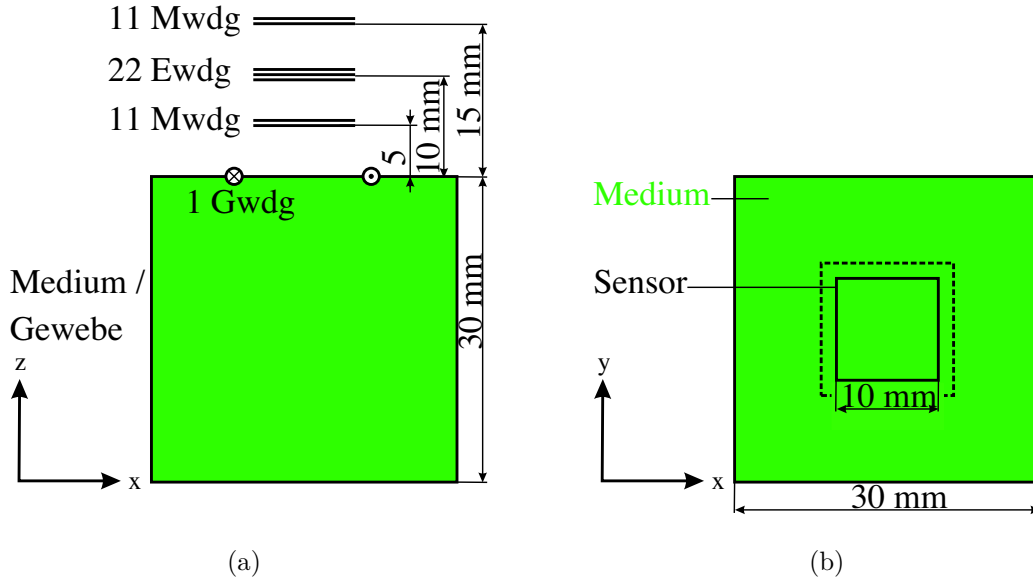 11 Mwdg
22 Ewdg
11 Mwdg
5
10 mm
15 mm
1 Gwdg
30 mm
Medium /
Gewebe
z
x
(a)
Medium
Sensor
10 mm
y
x
30 mm
(b)